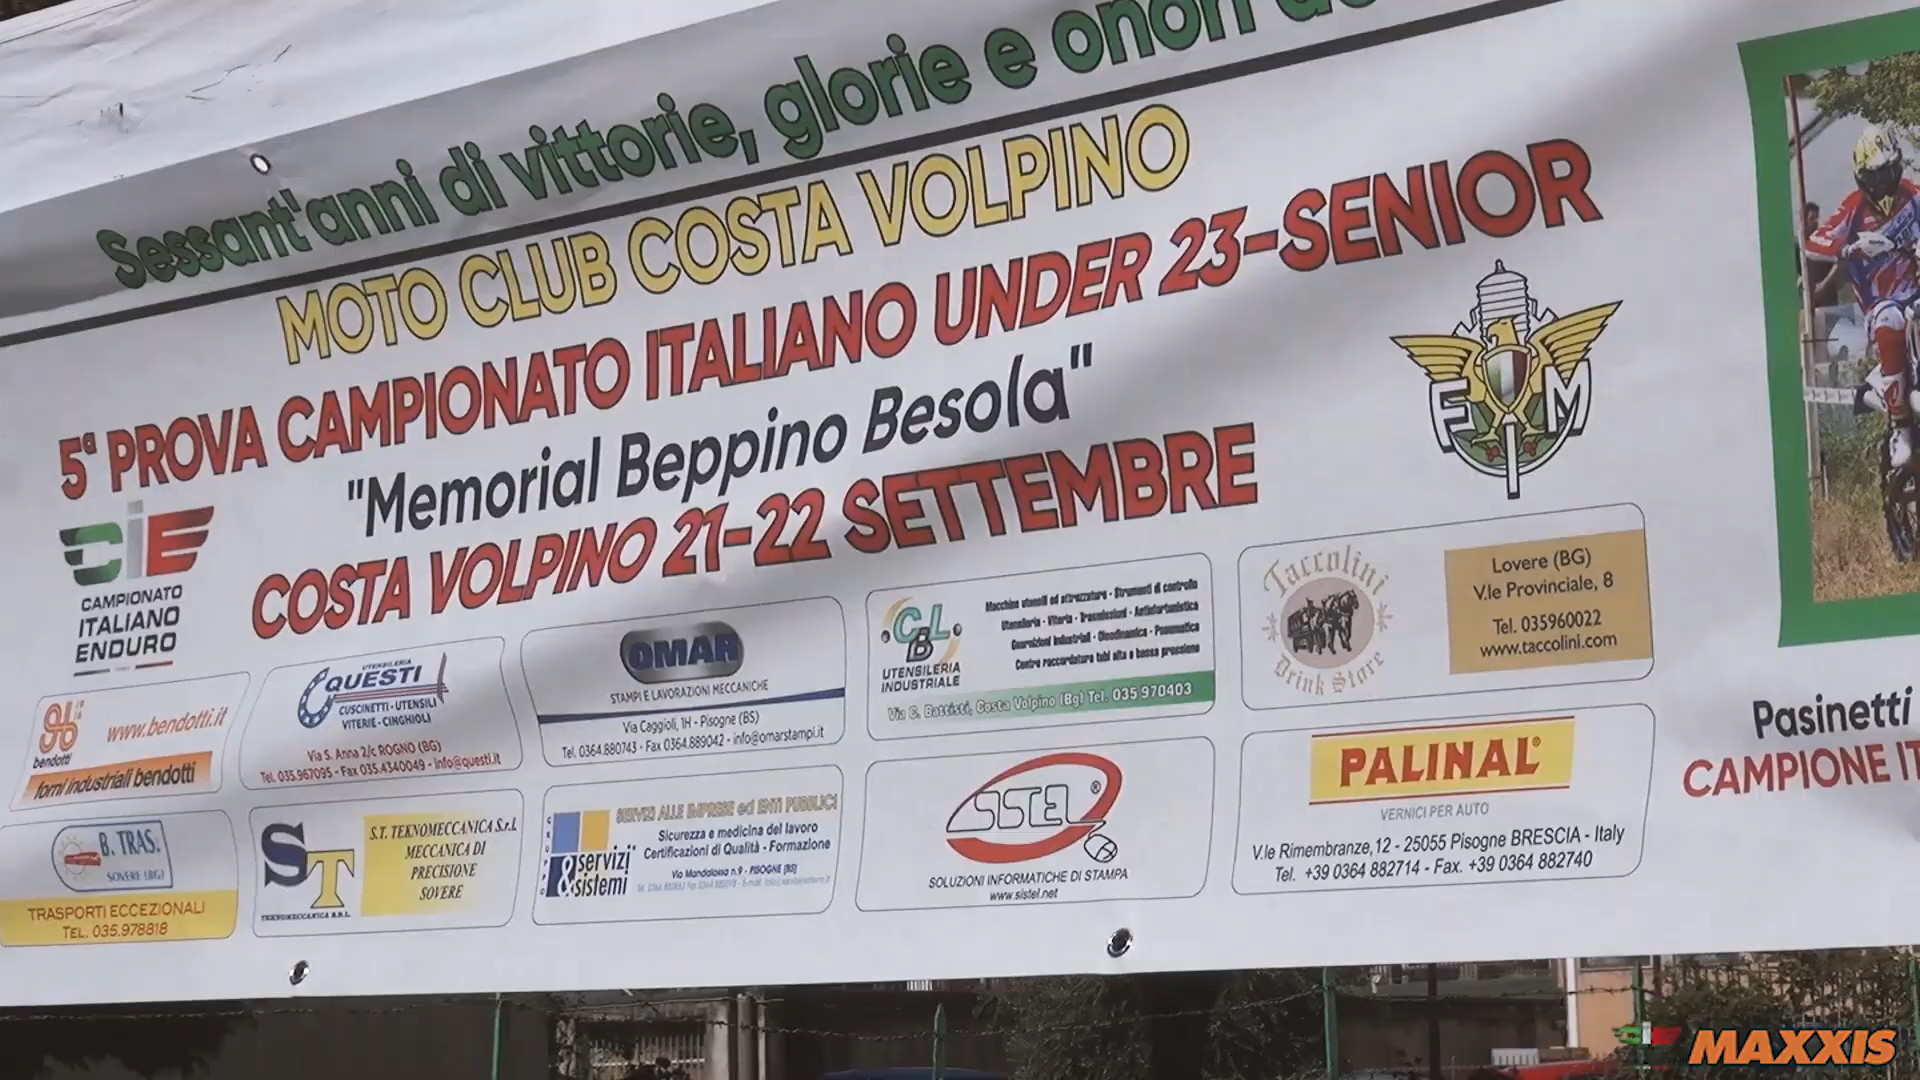 Sessant'anni di vittorie, glorie e onori
MOTO CLUB COSTA VOLPINO
5ª PROVA CAMPIONATO ITALIANO UNDER 23-SENIOR
"Memorial Beppino Besola"
COSTA VOLPINO 21-22 SETTEMBRE
CIE
CAMPIONATO
ITALIANO
ENDURO
F M
Pasinetti
CAMPIONE IT
bendotti
www.bendotti.it
forni industriali bendotti
UTENSILERIA
QUESTI
CUSCINETTI - UTENSILI
VITERIE - CINGHIOLI
Via S. Anna 2/c ROGNO (BG)
Tel. 035.967095 - Fax 035.4340049 - info@questi.it
OMAR
STAMPI E LAVORAZIONI MECCANICHE
Via Caggioli, 1H - Pisogne (BS)
Tel. 0364.880743 - Fax 0364.889042 - info@omarstampi.it
C.B.L.
UTENSILERIA
INDUSTRIALE
Macchine utensili ed attrezzature - Strumenti di controllo
Utensileria - Viteria - Trasmissioni - Antinfortunistica
Guarnizioni industriali - Oleodinamica - Pneumatica
Centro raccordatura tubi alta e bassa pressione
Via C. Battisti, Costa Volpino (Bg) Tel. 035 970403
Taccolini
Drink Store
Lovere (BG)
V.le Provinciale, 8
Tel. 035960022
www.taccolini.com
B. TRAS.
SOVERE (BG)
TRASPORTI ECCEZIONALI
TEL. 035.978818
ST
TEKNOMECCANICA S.R.L.
S.T. TEKNOMECCANICA S.r.l.
MECCANICA DI
PRECISIONE
SOVERE
GRUPPO
servizi
&sistemi
SERVIZI ALLE IMPRESE ed ENTI PUBBLICI
Sicurezza e medicina del lavoro
Certificazioni di Qualità - Formazione
Via Mandolossa n.9 - PISOGNE (BS)
SISTEL®
SOLUZIONI INFORMATICHE DI STAMPA
www.sistel.net
PALINAL®
VERNICI PER AUTO
V.le Rimembranze, 12 - 25055 Pisogne BRESCIA - Italy
Tel. +39 0364 882714 - Fax. +39 0364 882740
CIE MAXXIS